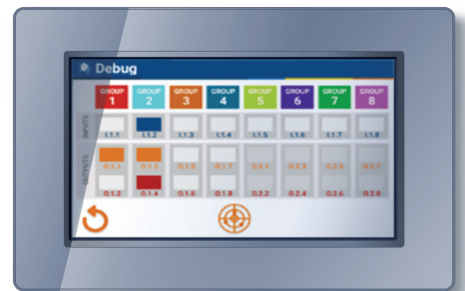 Debug
GROUP 1 GROUP 2 GROUP 3 GROUP 4 GROUP 5 GROUP 6 GROUP 7 GROUP 8
INPUTS
I.1.1 I.1.2 I.1.3 I.1.4 I.1.5 I.1.6 I.1.7 I.1.8
OUTPUTS
O.1.1 O.1.3 O.1.5 O.1.7 O.2.1 O.2.3 O.2.5 O.2.7
O.1.2 O.1.4 O.1.6 O.1.8 O.2.2 O.2.4 O.2.6 O.2.8